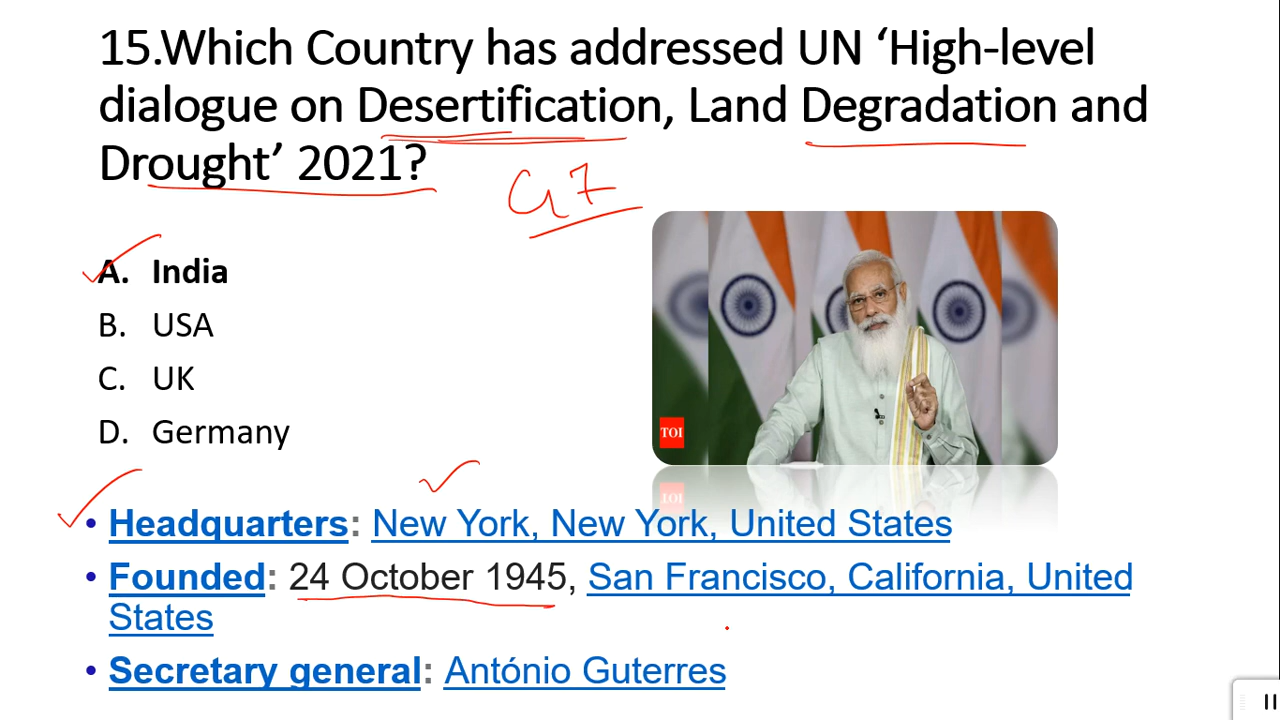 15.Which Country has addressed UN ‘High-level
dialogue on Desertification, Land Degradation and
Drought’ 2021?
G7
A. India
B. USA
C. UK
D. Germany
TOI
TOI
• Headquarters: New York, New York, United States
• Founded: 24 October 1945, San Francisco, California, United
States
• Secretary general: António Guterres